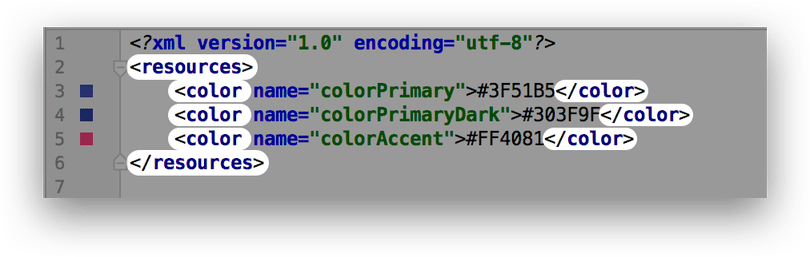 1 <?xml version="1.0" encoding="utf-8"?>
2 <resources>
3 <color name="colorPrimary">#3F51B5</color>
4 <color name="colorPrimaryDark">#303F9F</color>
5 <color name="colorAccent">#FF4081</color>
6 </resources>
7